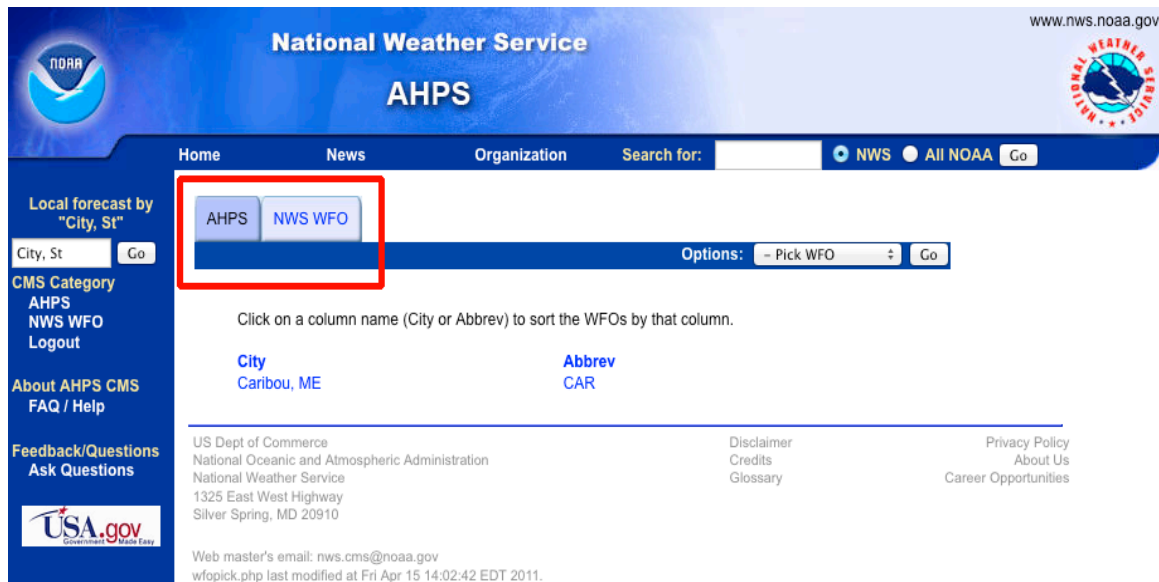 www.nws.noaa.gov
NOAA
National Weather Service
AHPS
NATIONAL WEATHER SERVICE
Home News Organization Search for: NWS All NOAA Go
Local forecast by
"City, St"
City, St Go
CMS Category
AHPS
NWS WFO
Logout
About AHPS CMS
FAQ / Help
Feedback/Questions
Ask Questions
USA.gov
Government Made Easy
AHPS NWS WFO
Options: – Pick WFO Go
Click on a column name (City or Abbrev) to sort the WFOs by that column.
City Abbrev
Caribou, ME CAR
US Dept of Commerce Disclaimer Privacy Policy
National Oceanic and Atmospheric Administration Credits About Us
National Weather Service Glossary Career Opportunities
1325 East West Highway
Silver Spring, MD 20910
Web master's email: nws.cms@noaa.gov
wfopick.php last modified at Fri Apr 15 14:02:42 EDT 2011.